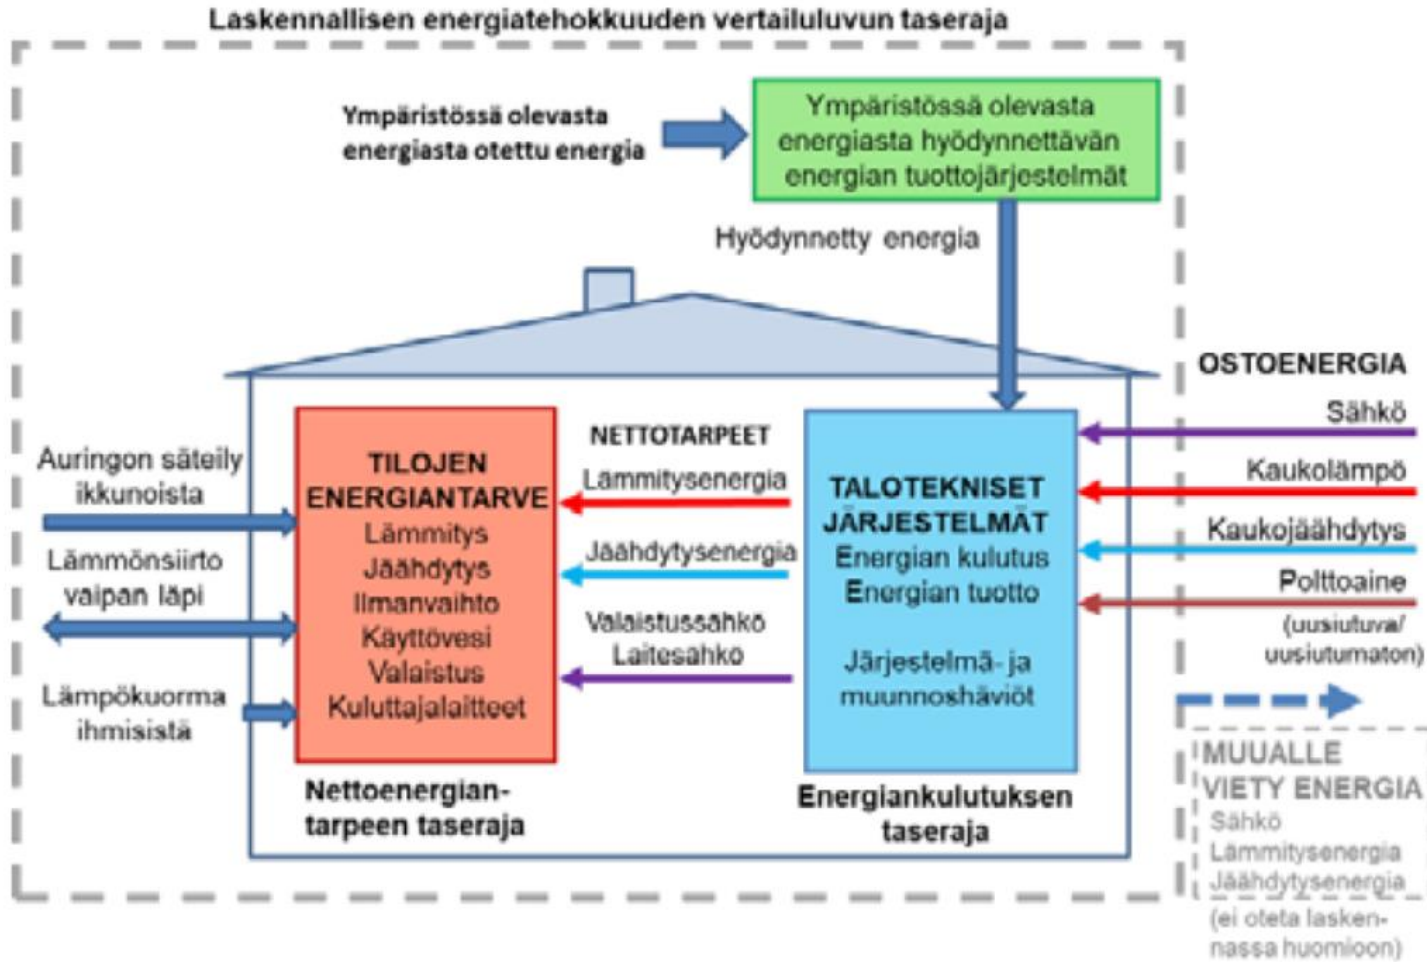 Laskennallisen energiatehokkuuden vertailuluvun taseraja
Ympäristössä olevasta
energiasta otettu energia
Ympäristössä olevasta
energiasta hyödynnettävän
energian tuottojärjestelmät
Hyödynnetty energia
OSTOENERGIA
Sähkö
Kaukolämpö
Kaukojäähdytys
Polttoaine
(uusiutuva/
uusiutumaton)
Auringon säteily
ikkunoista
Lämmönsiirto
vaipan läpi
Lämpökuorma
ihmisistä
TILOJEN
ENERGIANTARVE
Lämmitys
Jäähdytys
Ilmanvaihto
Käyttövesi
Valaistus
Kuluttajalaitteet
Nettoenergian-
tarpeen taseraja
NETTOTARPEET
Lämmitysenergia
Jäähdytysenergia
Valaistussähkö
Laitesähkö
TALOTEKNISET
JÄRJESTELMÄT
Energian kulutus
Energian tuotto
Järjestelmä- ja
muunnoshäviöt
Energiankulutuksen
taseraja
MUUALLE
VIETY ENERGIA
Sähkö
Lämmitysenergia
Jäähdytysenergia
(ei oteta lasken-
nassa huomioon)